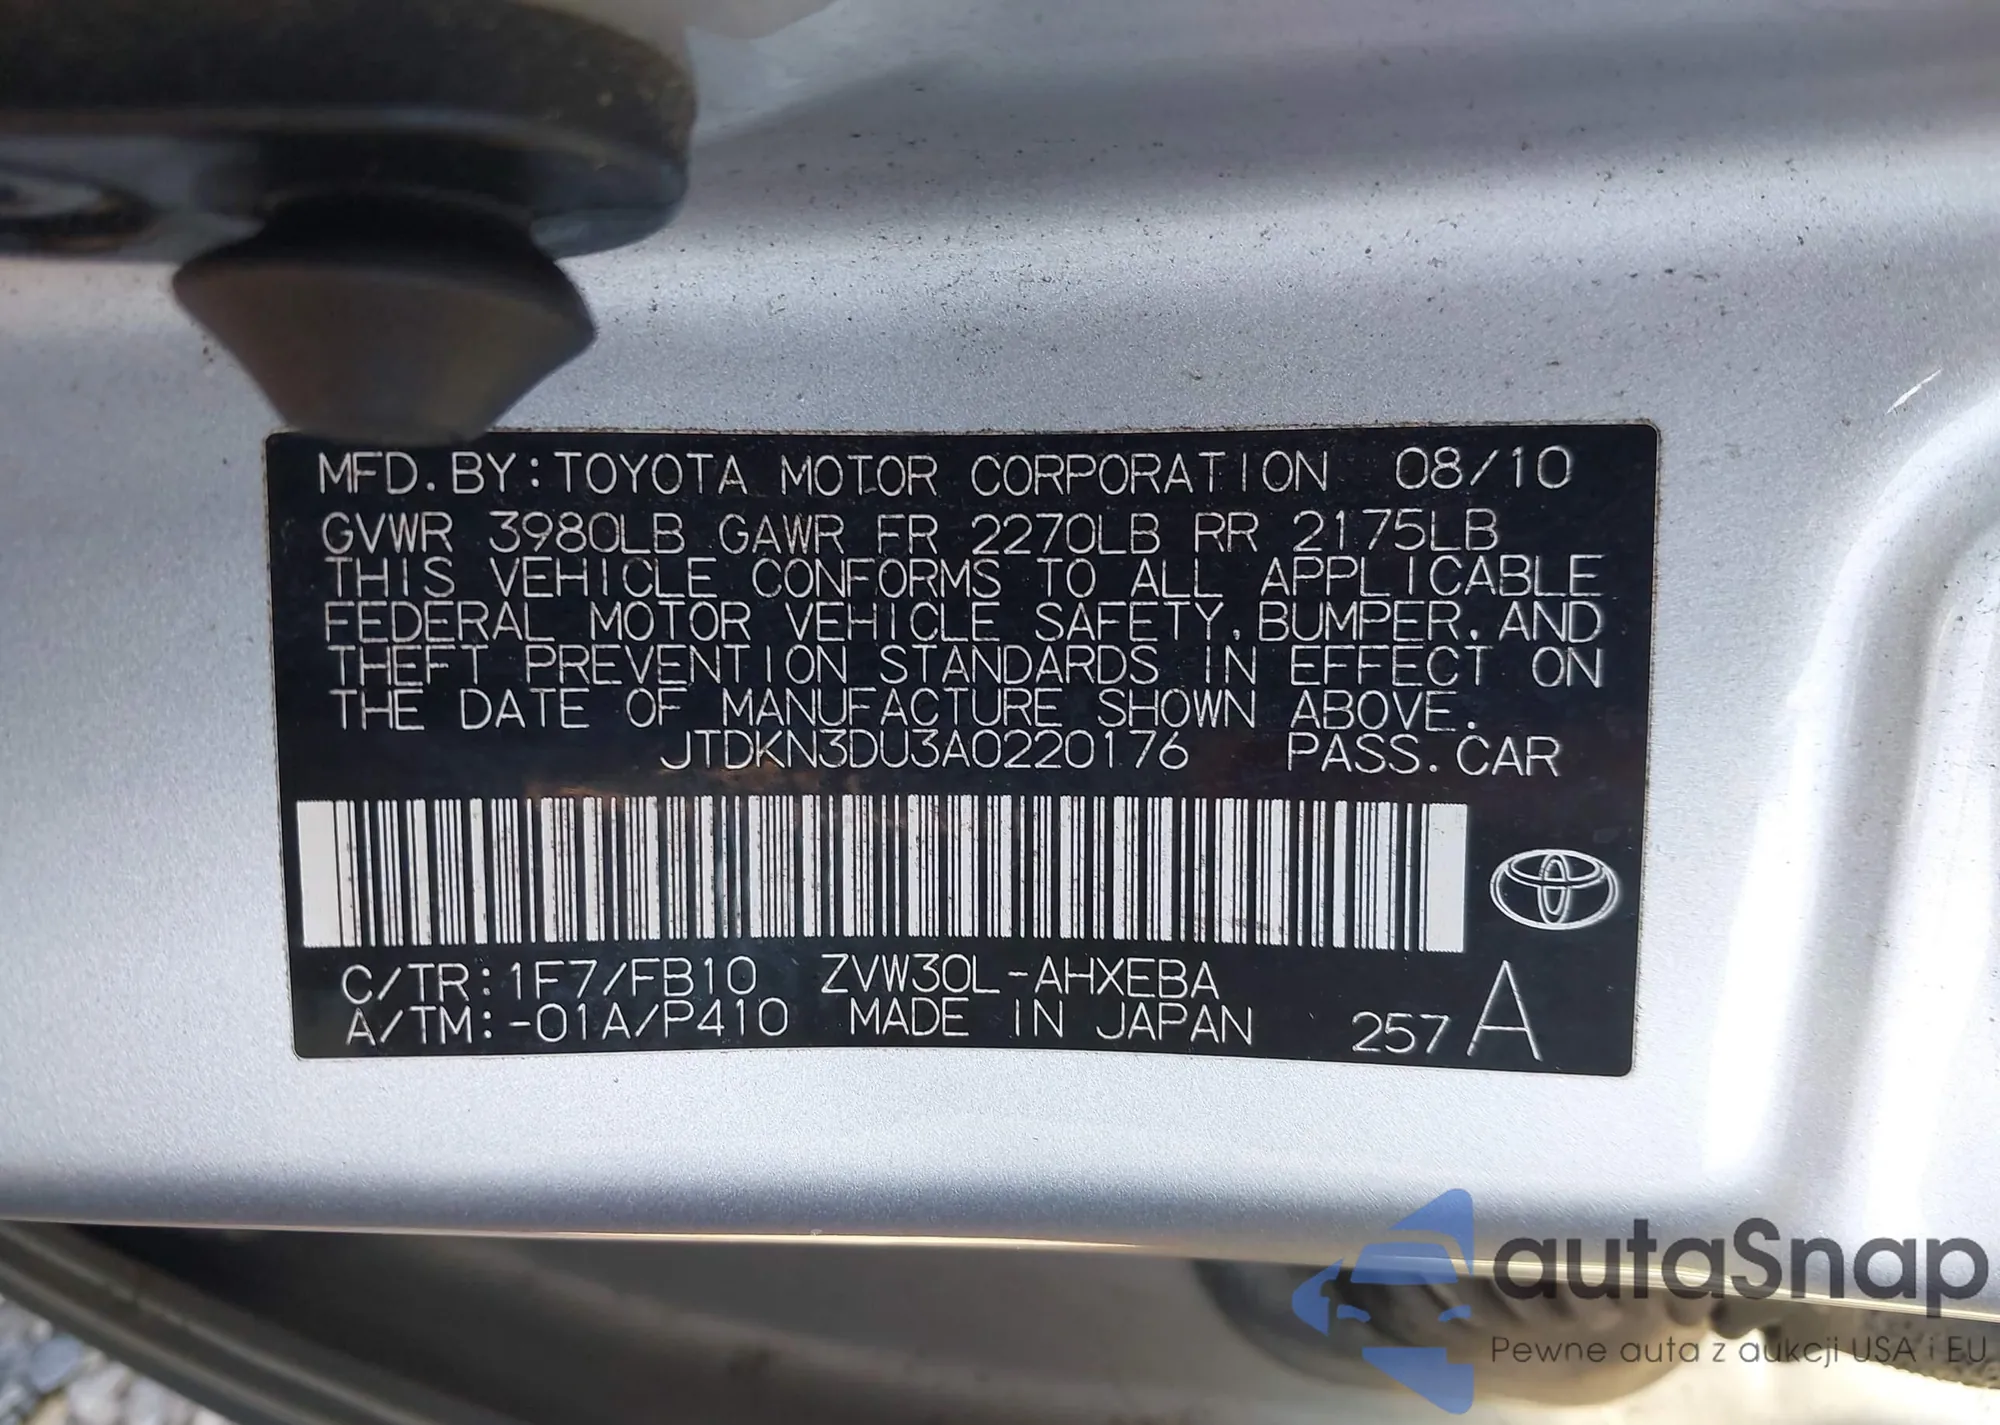 MFD. BY: TOYOTA MOTOR CORPORATION 08/10
GVWR 3980LB GAWR FR 2270LB RR 2175LB
THIS VEHICLE CONFORMS TO ALL APPLICABLE
FEDERAL MOTOR VEHICLE SAFETY, BUMPER, AND
THEFT PREVENTION STANDARDS IN EFFECT ON
THE DATE OF MANUFACTURE SHOWN ABOVE.
JTDKN3DU3A0220176 PASS. CAR
C/TR: 1F7/FB10 ZVW30L-AHXEBA
A/TM: -01A/P410 MADE IN JAPAN 257 A
autaSnap
Pewne auta z aukcji USA i EU